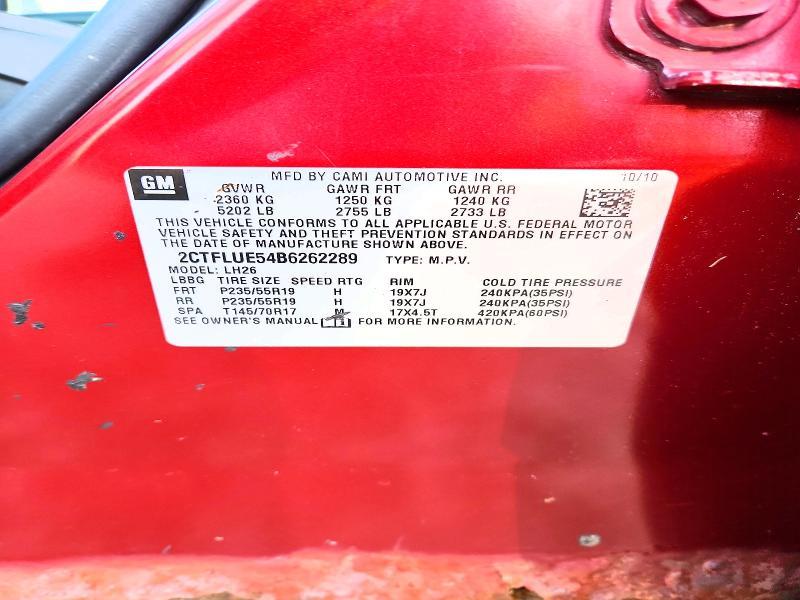 GM
MFD BY CAMI AUTOMOTIVE INC. 10/10
GVWR GAWR FRT GAWR RR
2360 KG 1250 KG 1240 KG
5202 LB 2755 LB 2733 LB
THIS VEHICLE CONFORMS TO ALL APPLICABLE U.S. FEDERAL MOTOR
VEHICLE SAFETY AND THEFT PREVENTION STANDARDS IN EFFECT ON
THE DATE OF MANUFACTURE SHOWN ABOVE.
2CTFLUE54B6262289 TYPE: M.P.V.
MODEL: LH26
LBBG TIRE SIZE SPEED RTG RIM COLD TIRE PRESSURE
FRT P235/55R19 H 19X7J 240KPA(35PSI)
RR P235/55R19 H 19X7J 240KPA(35PSI)
SPA T145/70R17 M 17X4.5T 420KPA(60PSI)
SEE OWNER'S MANUAL FOR MORE INFORMATION.